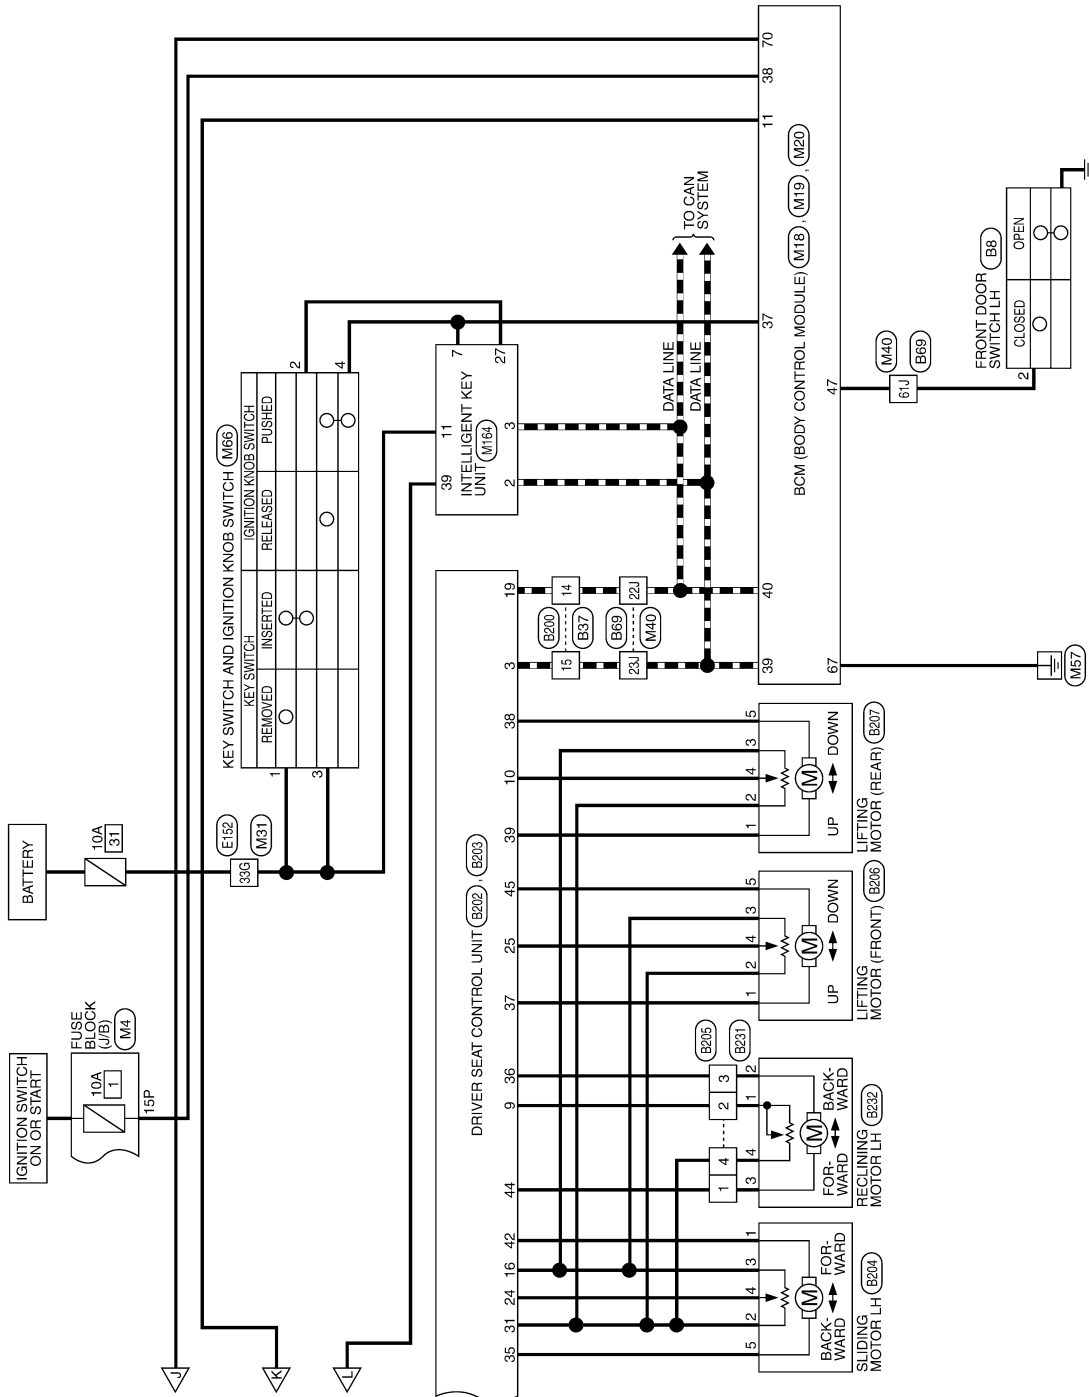 BATTERY
10A
31
33G
E152
M31
IGNITION SWITCH
ON OR START
FUSE
BLOCK
(J/B)
M4
10A
1
15P
KEY SWITCH AND IGNITION KNOB SWITCH
M66
KEY SWITCH
IGNITION KNOB SWITCH
REMOVED
INSERTED
RELEASED
PUSHED
1
3
2
4
J
K
L
INTELLIGENT KEY
UNIT
M164
39
11
7
27
2
3
DATA LINE
DATA LINE
TO CAN
SYSTEM
70
38
11
37
40
39
BCM (BODY CONTROL MODULE)
M18
,
M19
,
M20
67
47
M57
61J
M40
B69
FRONT DOOR
SWITCH LH
B8
CLOSED
OPEN
2
DRIVER SEAT CONTROL UNIT
B202
,
B203
35
31
24
16
42
44
9
36
37
25
45
39
10
38
3
19
15
14
B200
B37
23J
22J
B69
M40
5
2
4
3
1
BACK-
WARD
M
FOR-
WARD
SLIDING
MOTOR LH
B204
1
4
2
3
B205
B231
3
4
1
2
FOR-
WARD
M
BACK-
WARD
RECLINING
MOTOR LH
B232
1
2
4
3
5
UP
M
DOWN
LIFTING
MOTOR (FRONT)
B206
1
2
4
3
5
UP
M
DOWN
LIFTING
MOTOR (REAR)
B207